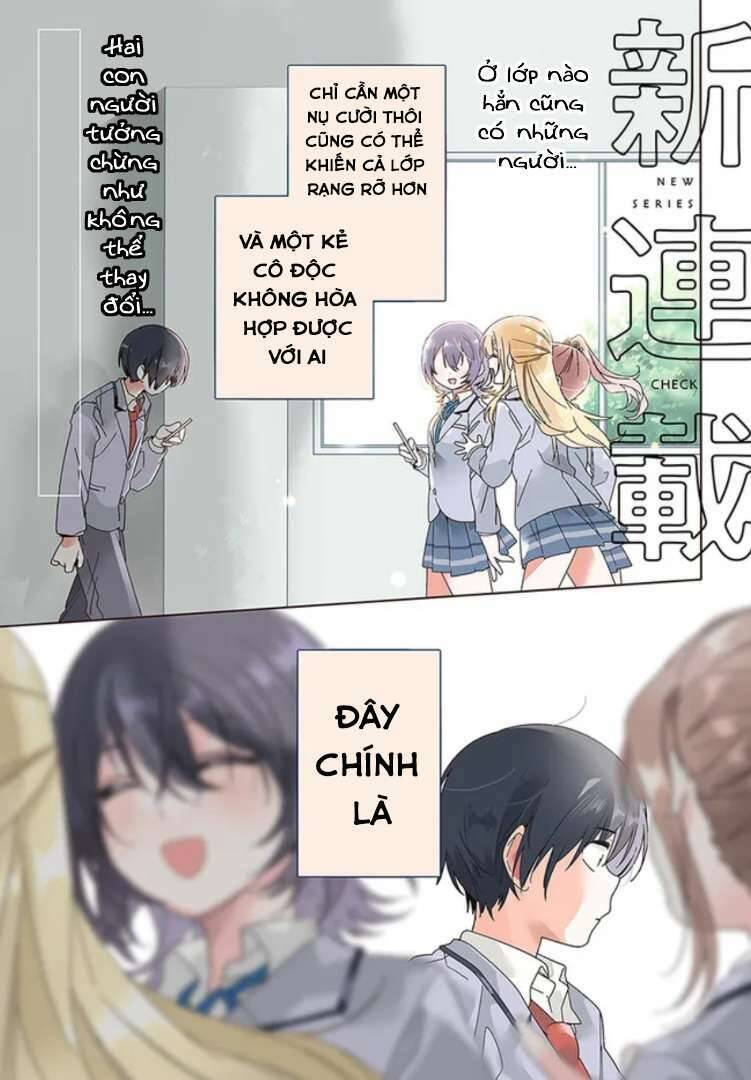 新連載
NEW
SERIES
CHECK
Ở lớp nào
hẳn cũng
có những
người...
CHỈ CẦN MỘT
NỤ CƯỜI THÔI
CŨNG CÓ THỂ
KHIẾN CẢ LỚP
RẠNG RỠ HƠN
VÀ MỘT KẺ
CÔ ĐỘC
KHÔNG HÒA
HỢP ĐƯỢC
VỚI AI
Hai
con
người
tưởng
chừng
như
không
thể
thay
đổi...
ĐÂY
CHÍNH
LÀ